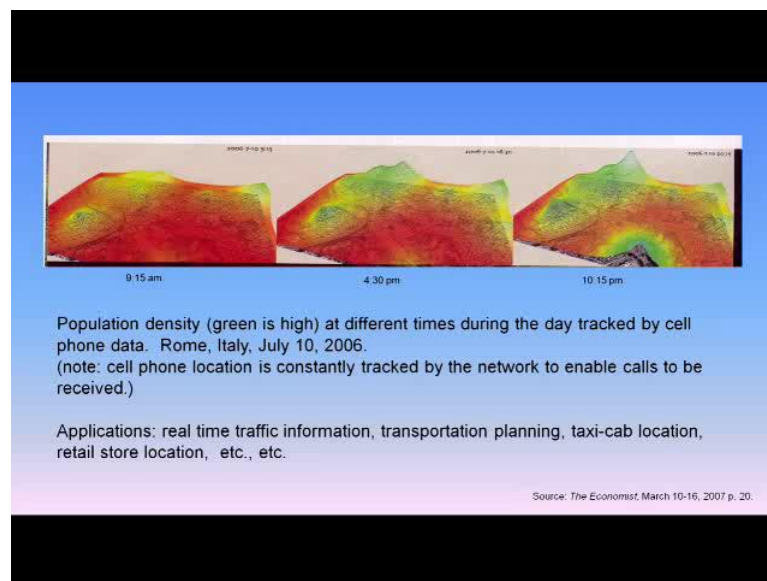 9:15 am
4:30 pm
10:15 pm
Population density (green is high) at different times during the day tracked by cell
phone data. Rome, Italy, July 10, 2006.
(note: cell phone location is constantly tracked by the network to enable calls to be
received.)
Applications: real time traffic information, transportation planning, taxi-cab location,
retail store location, etc., etc.
Source: The Economist, March 10-16, 2007 p. 20.